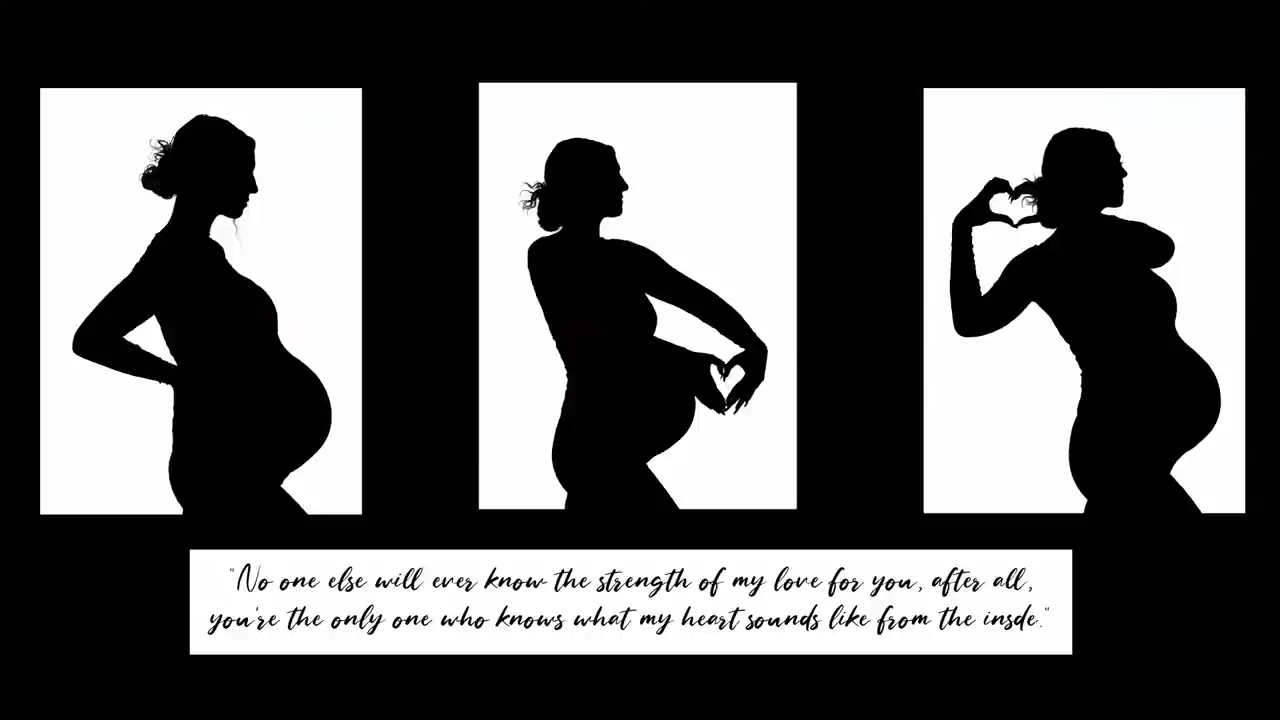 "No one else will ever know the strength of my love for you, after all,
you're the only one who knows what my heart sounds like from the insde."